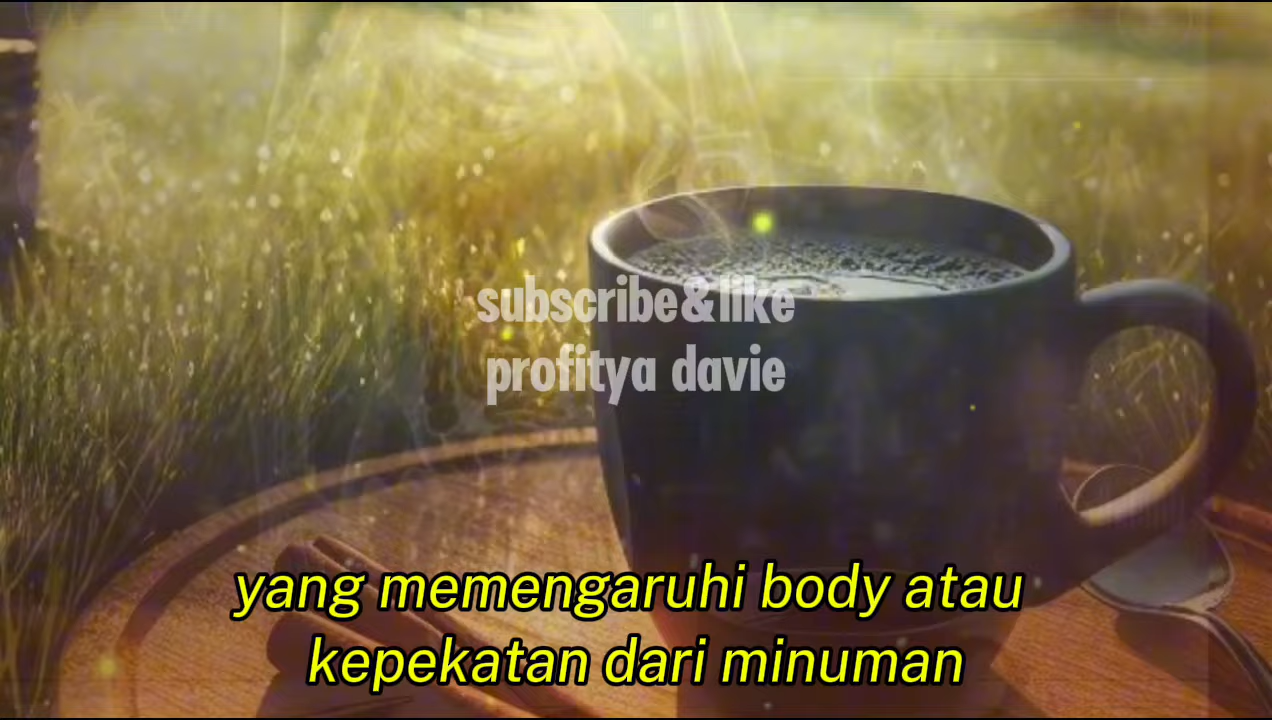 subscribe&like
profitya davie
yang memengaruhi body atau
kepekatan dari minuman